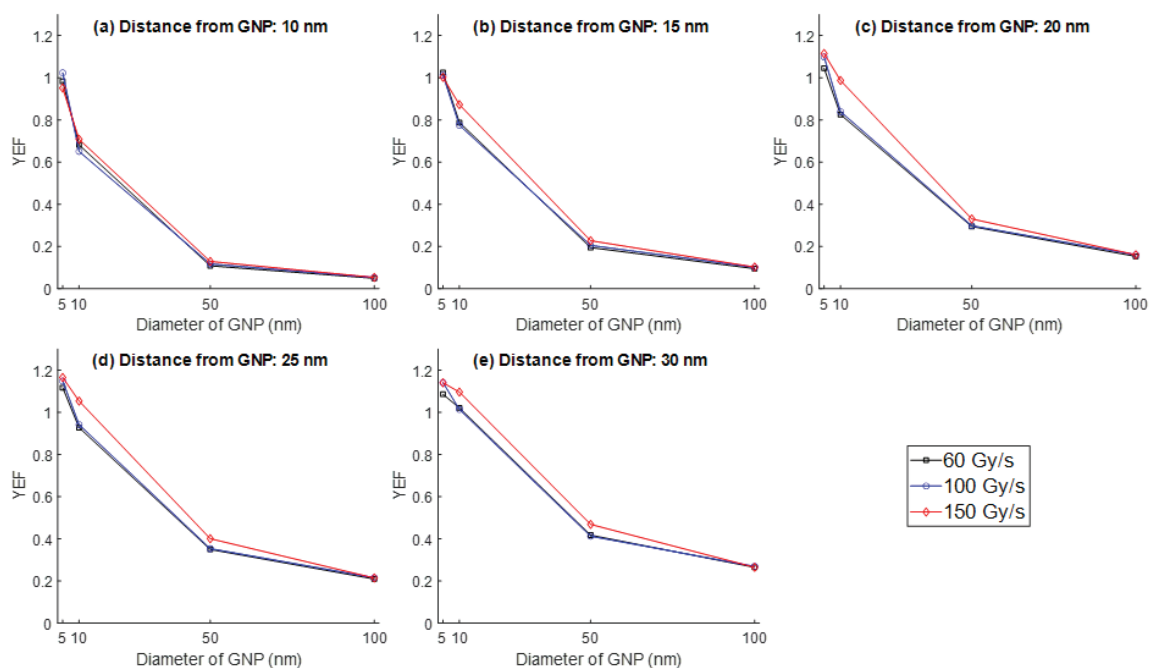 (a) Distance from GNP: 10 nm
1.2
1
0.8
0.6
0.4
0.2
0
YEF
5 10 50 100
Diameter of GNP (nm)
(b) Distance from GNP: 15 nm
1.2
1
0.8
0.6
0.4
0.2
0
YEF
5 10 50 100
Diameter of GNP (nm)
(c) Distance from GNP: 20 nm
1.2
1
0.8
0.6
0.4
0.2
0
YEF
5 10 50 100
Diameter of GNP (nm)
(d) Distance from GNP: 25 nm
1.2
1
0.8
0.6
0.4
0.2
0
YEF
5 10 50 100
Diameter of GNP (nm)
(e) Distance from GNP: 30 nm
1.2
1
0.8
0.6
0.4
0.2
0
YEF
5 10 50 100
Diameter of GNP (nm)
60 Gy/s
100 Gy/s
150 Gy/s